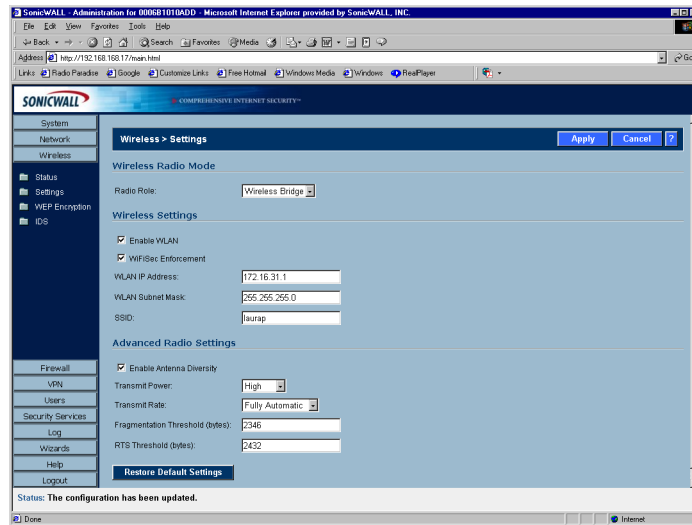 SonicWALL - Administration for 0006B1010ADD - Microsoft Internet Explorer provided by SonicWALL, INC.
File Edit View Favorites Tools Help
Back Search Favorites Media
Address http://192.168.168.17/main.html Go
Links Radio Paradise Google Customize Links Free Hotmail Windows Media Windows RealPlayer
SONICWALL COMPREHENSIVE INTERNET SECURITY™
System
Network
Wireless
Status
Settings
WEP Encryption
IDS
Firewall
VPN
Users
Security Services
Log
Wizards
Help
Logout
Wireless > Settings Apply Cancel ?
Wireless Radio Mode
Radio Role: Wireless Bridge
Wireless Settings
Enable WLAN
WiFiSec Enforcement
WLAN IP Address: 172.16.31.1
WLAN Subnet Mask: 255.255.255.0
SSID: laurap
Advanced Radio Settings
Enable Antenna Diversity
Transmit Power: High
Transmit Rate: Fully Automatic
Fragmentation Threshold (bytes): 2346
RTS Threshold (bytes): 2432
Restore Default Settings
Status: The configuration has been updated.
Done Internet